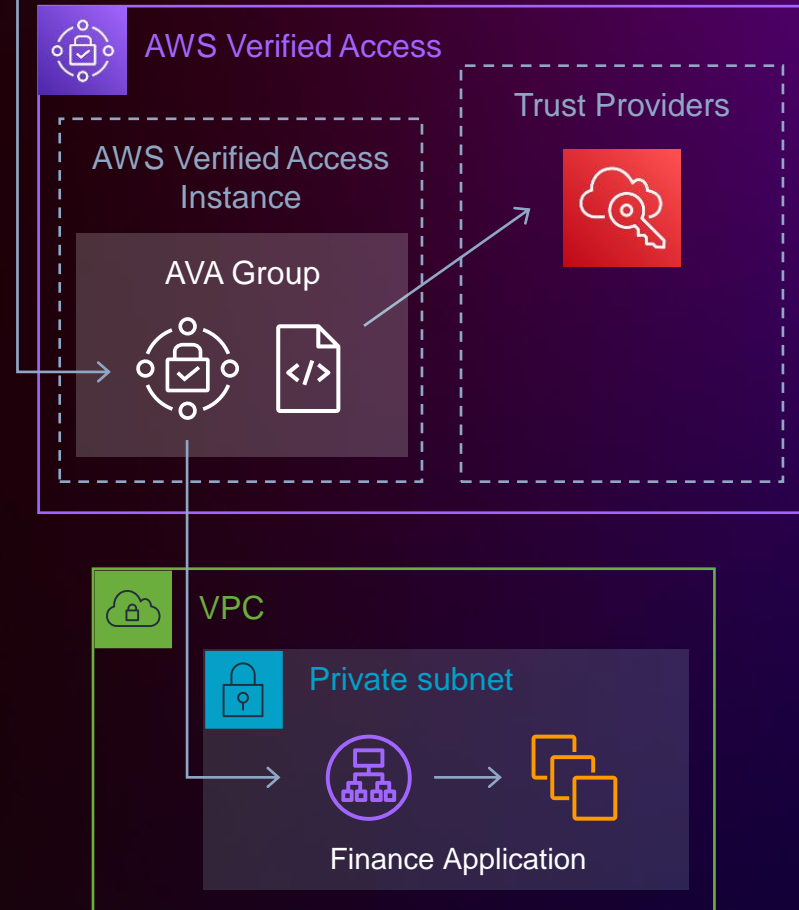 AWS Verified Access
Trust Providers
AWS Verified Access
Instance
AVA Group
</>
VPC
Private subnet
Finance Application